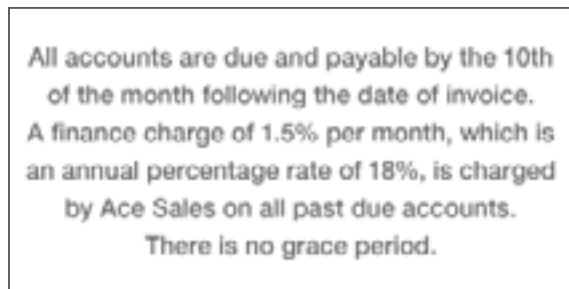 All accounts are due and payable by the 10th
of the month following the date of invoice.
A finance charge of 1.5% per month, which is
an annual percentage rate of 18%, is charged
by Ace Sales on all past due accounts.
There is no grace period.